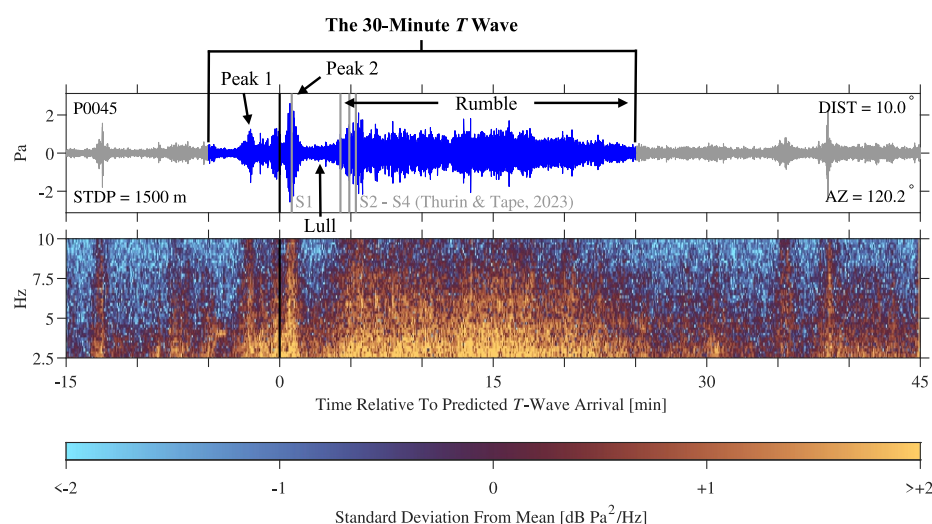 The 30-Minute T Wave
Peak 1
Peak 2
Rumble
P0045
DIST = 10.0°
2
0
-2
Pa
STDP = 1500 m
S1
S2 - S4 (Thurin & Tape, 2023)
AZ = 120.2°
Lull
10
7.5
5
2.5
Hz
-15 0 15 30 45
Time Relative To Predicted T-Wave Arrival [min]
<-2 -1 0 +1 >+2
Standard Deviation From Mean [dB Pa²/Hz]